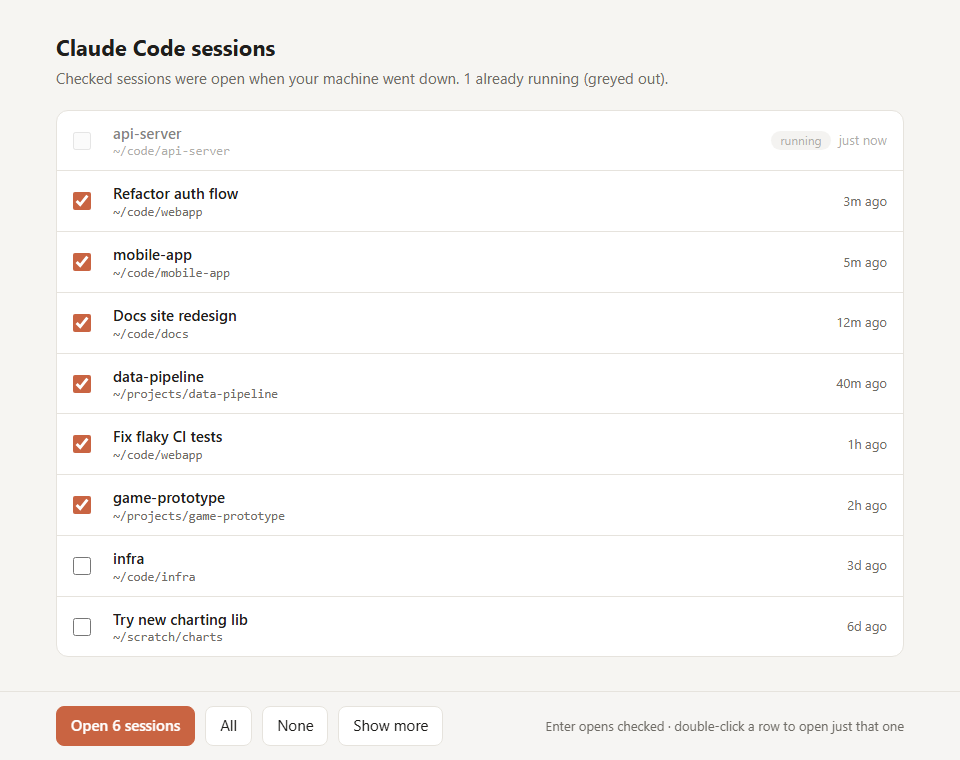 Claude Code sessions
Checked sessions were open when your machine went down. 1 already running (greyed out).
api-server
~/code/api-server
running just now
Refactor auth flow
~/code/webapp
3m ago
mobile-app
~/code/mobile-app
5m ago
Docs site redesign
~/code/docs
12m ago
data-pipeline
~/projects/data-pipeline
40m ago
Fix flaky CI tests
~/code/webapp
1h ago
game-prototype
~/projects/game-prototype
2h ago
infra
~/code/infra
3d ago
Try new charting lib
~/scratch/charts
6d ago
Open 6 sessions All None Show more Enter opens checked · double-click a row to open just that one